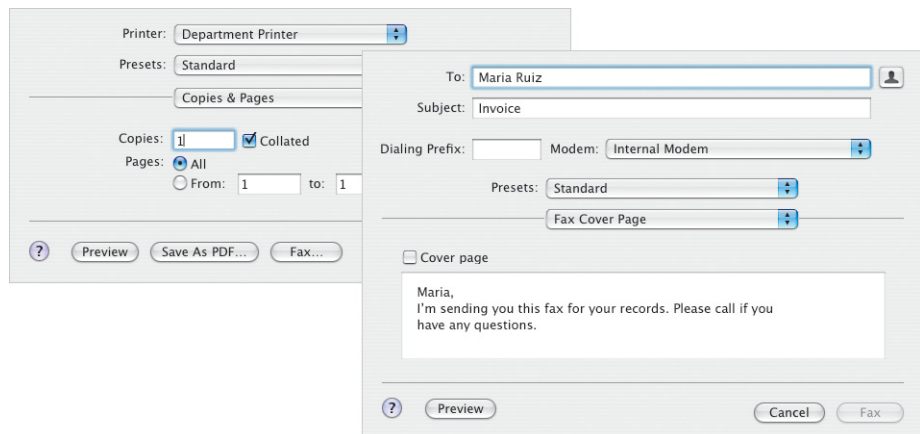 Printer: Department Printer
Presets: Standard
Copies & Pages
Copies: 1 Collated
Pages: All
From: 1 to: 1
? Preview Save As PDF... Fax...
To: Maria Ruiz
Subject: Invoice
Dialing Prefix: Modem: Internal Modem
Presets: Standard
Fax Cover Page
Cover page
Maria,
I'm sending you this fax for your records. Please call if you
have any questions.
? Preview Cancel Fax